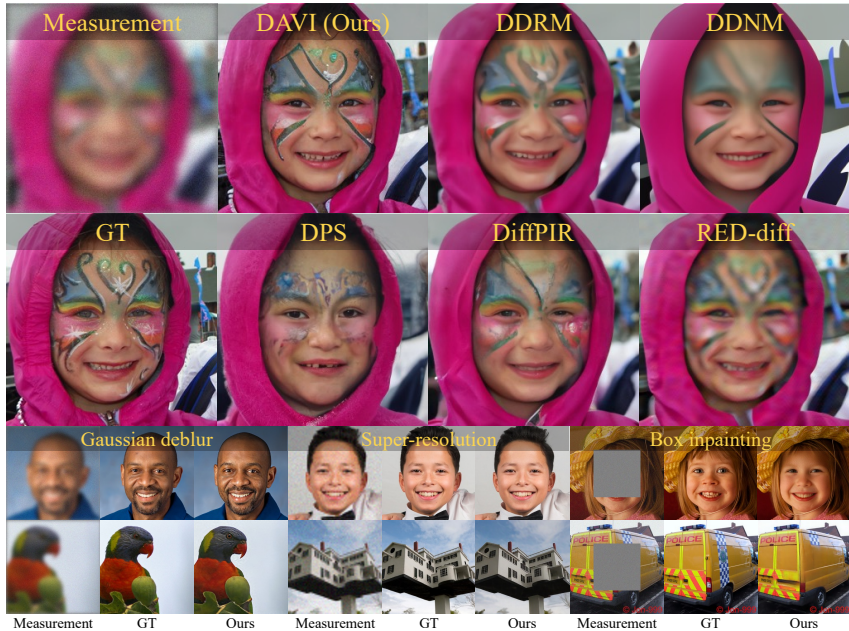 Measurement DAVI (Ours) DDRM DDNM
GT DPS DiffPIR RED-diff
Gaussian deblur Super-resolution Box inpainting
POLICE POLICE POLICE
Measurement GT Ours Measurement GT Ours Measurement GT Ours